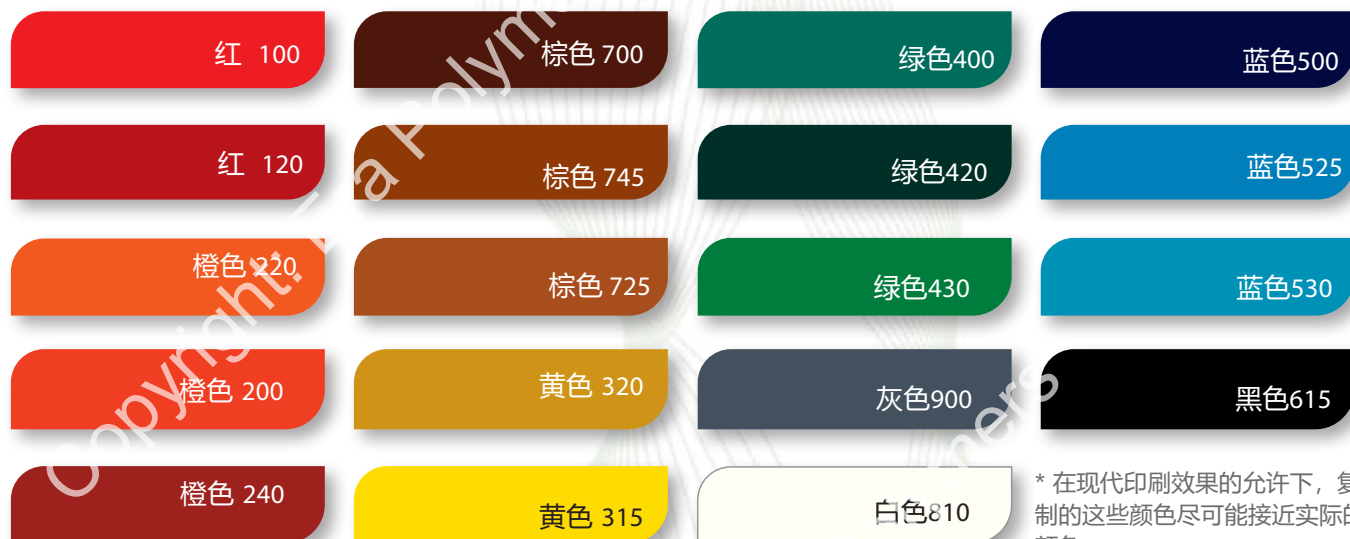 红 100
棕色 700
绿色400
蓝色500
红 120
棕色 745
绿色420
蓝色525
橙色 220
棕色 725
绿色430
蓝色530
橙色 200
黄色 320
灰色900
黑色615
橙色 240
黄色 315
白色810
* 在现代印刷效果的允许下，复
制的这些颜色尽可能接近实际的
Copyright: E a Polym ners